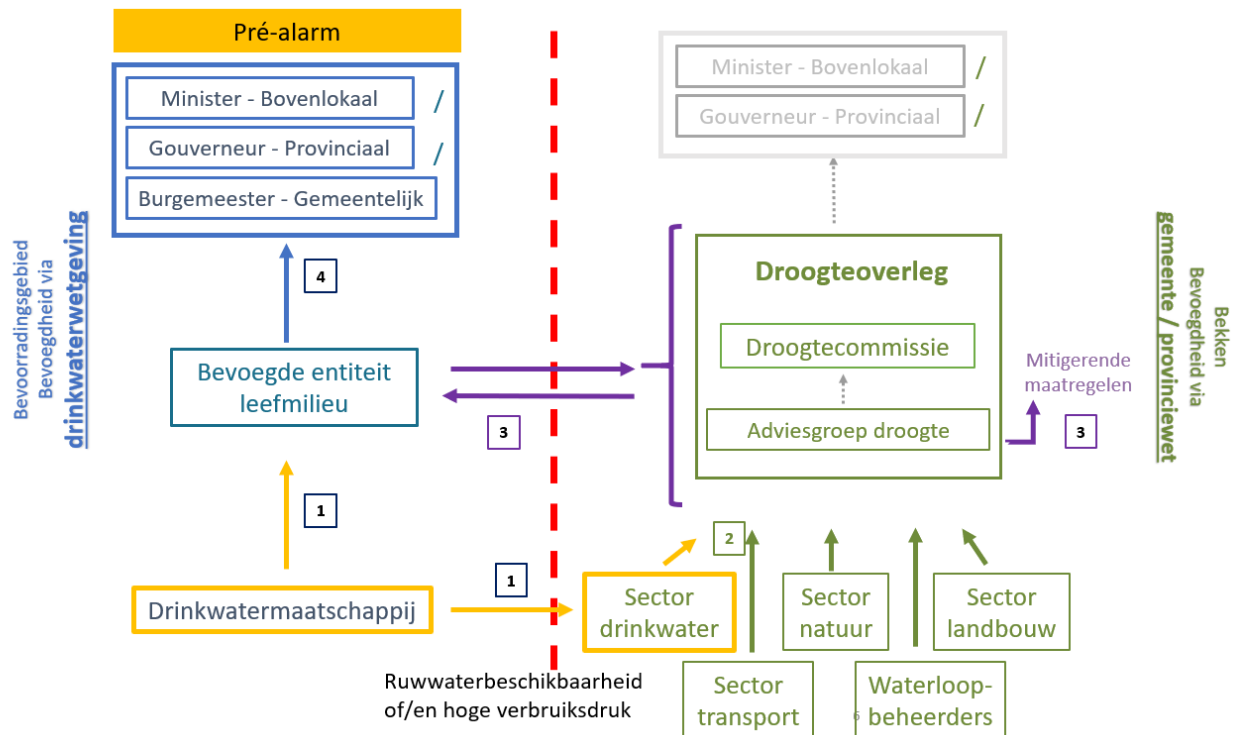 Pré-alarm
Minister - Bovenlokaal /
Gouverneur - Provinciaal /
Burgemeester - Gemeentelijk
Bevoorradingsgebied
Bevoegdheid via
drinkwaterwetgeving
4
Bevoegde entiteit
leefmilieu
3
1
Drinkwatermaatschappij
1
Ruwwaterbeschikbaarheid
of/en hoge verbruiksdruk
Minister - Bovenlokaal /
Gouverneur - Provinciaal /
Droogteoverleg
Droogtecommissie
Adviesgroep droogte
Mitigerende
maatregelen
3
Bekken
Bevoegdheid via
gemeente / provinciewet
2
Sector
drinkwater
Sector
natuur
Sector
landbouw
Sector
transport
Waterloop-
beheerders
6